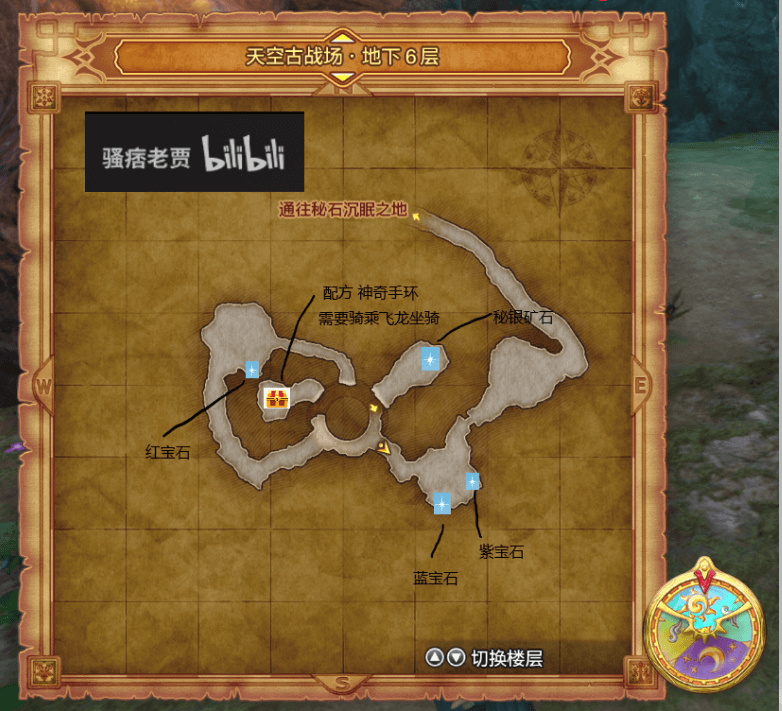 天空古战场·地下6层
N
骚痞老贾 bilibili
通往秘石沉眠之地
配方 神奇手环
需要骑乘飞龙坐骑
秘银矿石
W
E
红宝石
紫宝石
蓝宝石
切换楼层
S